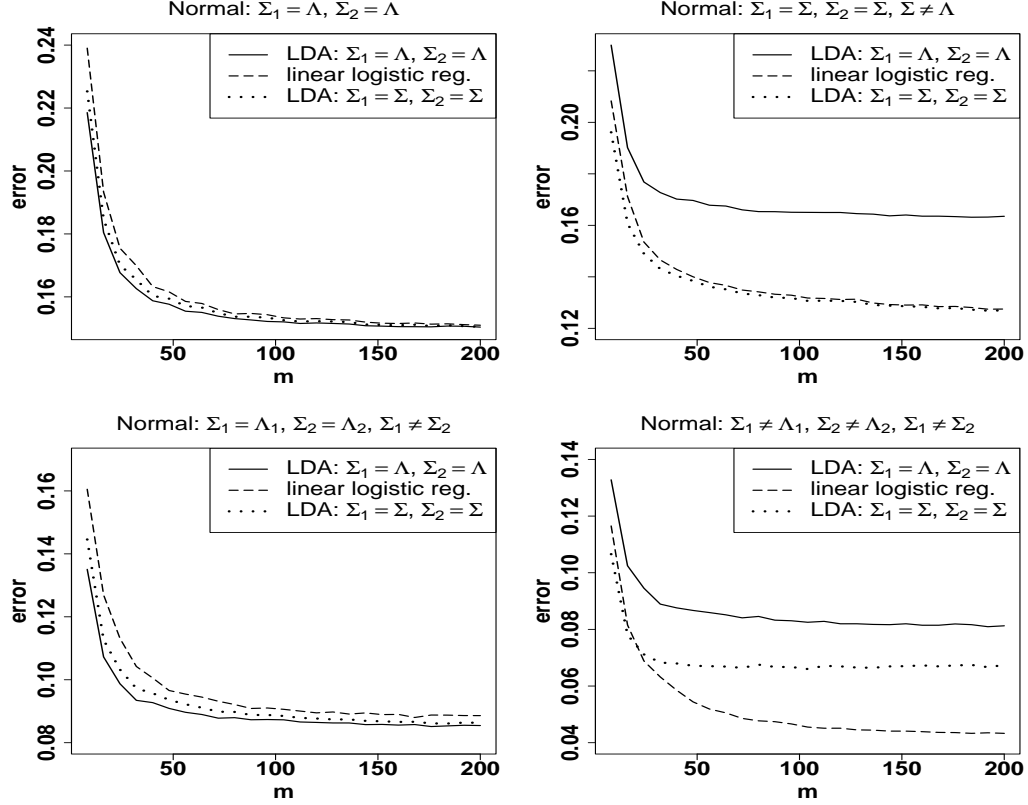 Normal: Σ1 = Λ, Σ2 = Λ
LDA: Σ1 = Λ, Σ2 = Λ
linear logistic reg.
LDA: Σ1 = Σ, Σ2 = Σ
error
0.24
0.22
0.20
0.18
0.16
50 100 150 200
m
Normal: Σ1 = Σ, Σ2 = Σ, Σ ≠ Λ
LDA: Σ1 = Λ, Σ2 = Λ
linear logistic reg.
LDA: Σ1 = Σ, Σ2 = Σ
error
0.20
0.16
0.12
50 100 150 200
m
Normal: Σ1 = Λ1, Σ2 = Λ2, Σ1 ≠ Σ2
LDA: Σ1 = Λ, Σ2 = Λ
linear logistic reg.
LDA: Σ1 = Σ, Σ2 = Σ
error
0.16
0.14
0.12
0.10
0.08
50 100 150 200
m
Normal: Σ1 ≠ Λ1, Σ2 ≠ Λ2, Σ1 ≠ Σ2
LDA: Σ1 = Λ, Σ2 = Λ
linear logistic reg.
LDA: Σ1 = Σ, Σ2 = Σ
error
0.14
0.12
0.10
0.08
0.06
0.04
50 100 150 200
m